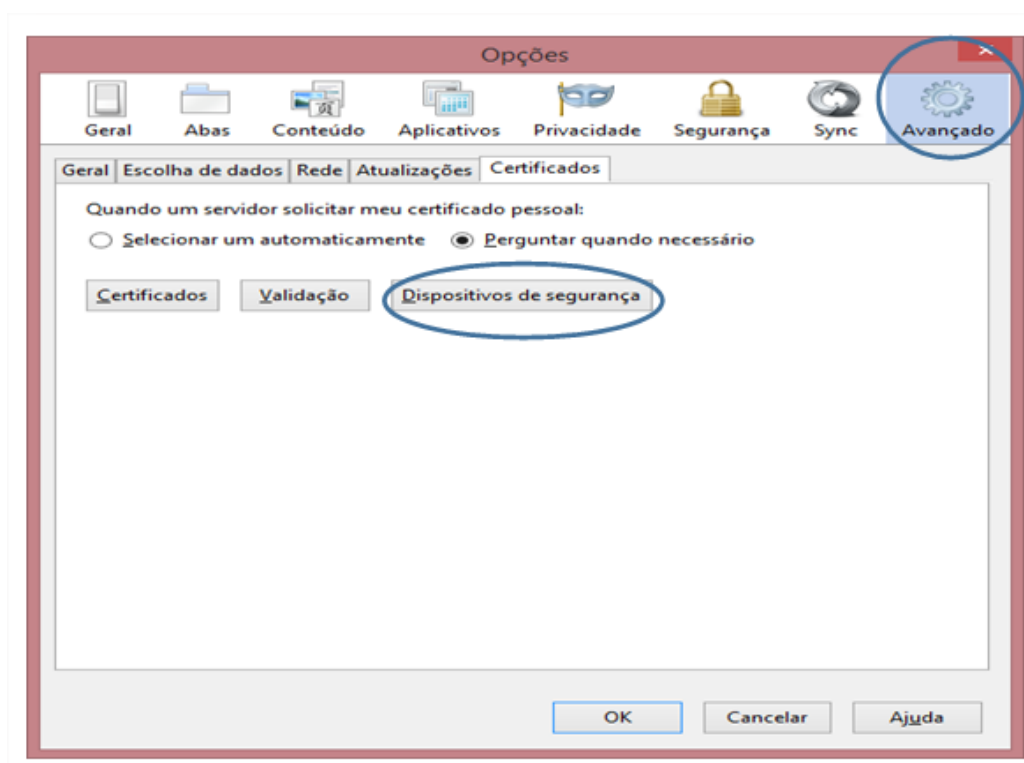 Opções
Geral Abas Conteúdo Aplicativos Privacidade Segurança Sync Avançado
Geral Escolha de dados Rede Atualizações Certificados
Quando um servidor solicitar meu certificado pessoal:
Selecionar um automaticamente Perguntar quando necessário
Certificados Validação Dispositivos de segurança
OK Cancelar Ajuda